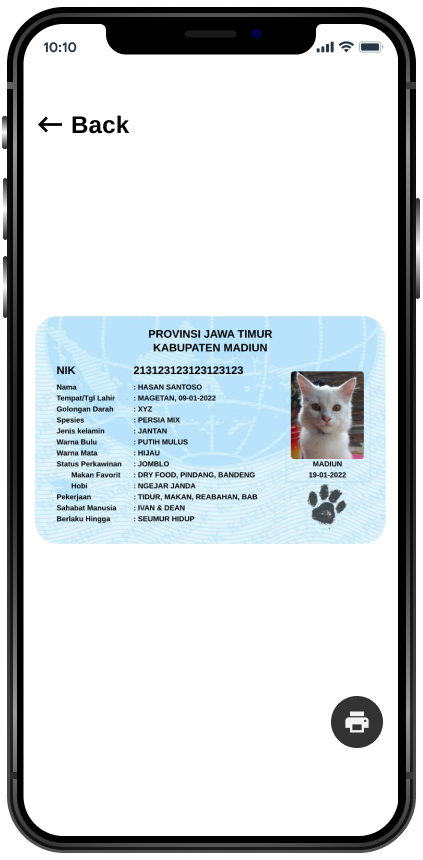 10:10
← Back
PROVINSI JAWA TIMUR
KABUPATEN MADIUN
NIK 213123123123123123
Nama : HASAN SANTOSO
Tempat/Tgl Lahir : MAGETAN, 09-01-2022
Golongan Darah : XYZ
Spesies : PERSIA MIX
Jenis kelamin : JANTAN
Warna Bulu : PUTIH MULUS
Warna Mata : HIJAU
Status Perkawinan : JOMBLO
Makan Favorit : DRY FOOD, PINDANG, BANDENG
Hobi : NGEJAR JANDA
Pekerjaan : TIDUR, MAKAN, REABAHAN, BAB
Sahabat Manusia : IVAN & DEAN
Berlaku Hingga : SEUMUR HIDUP
MADIUN
19-01-2022